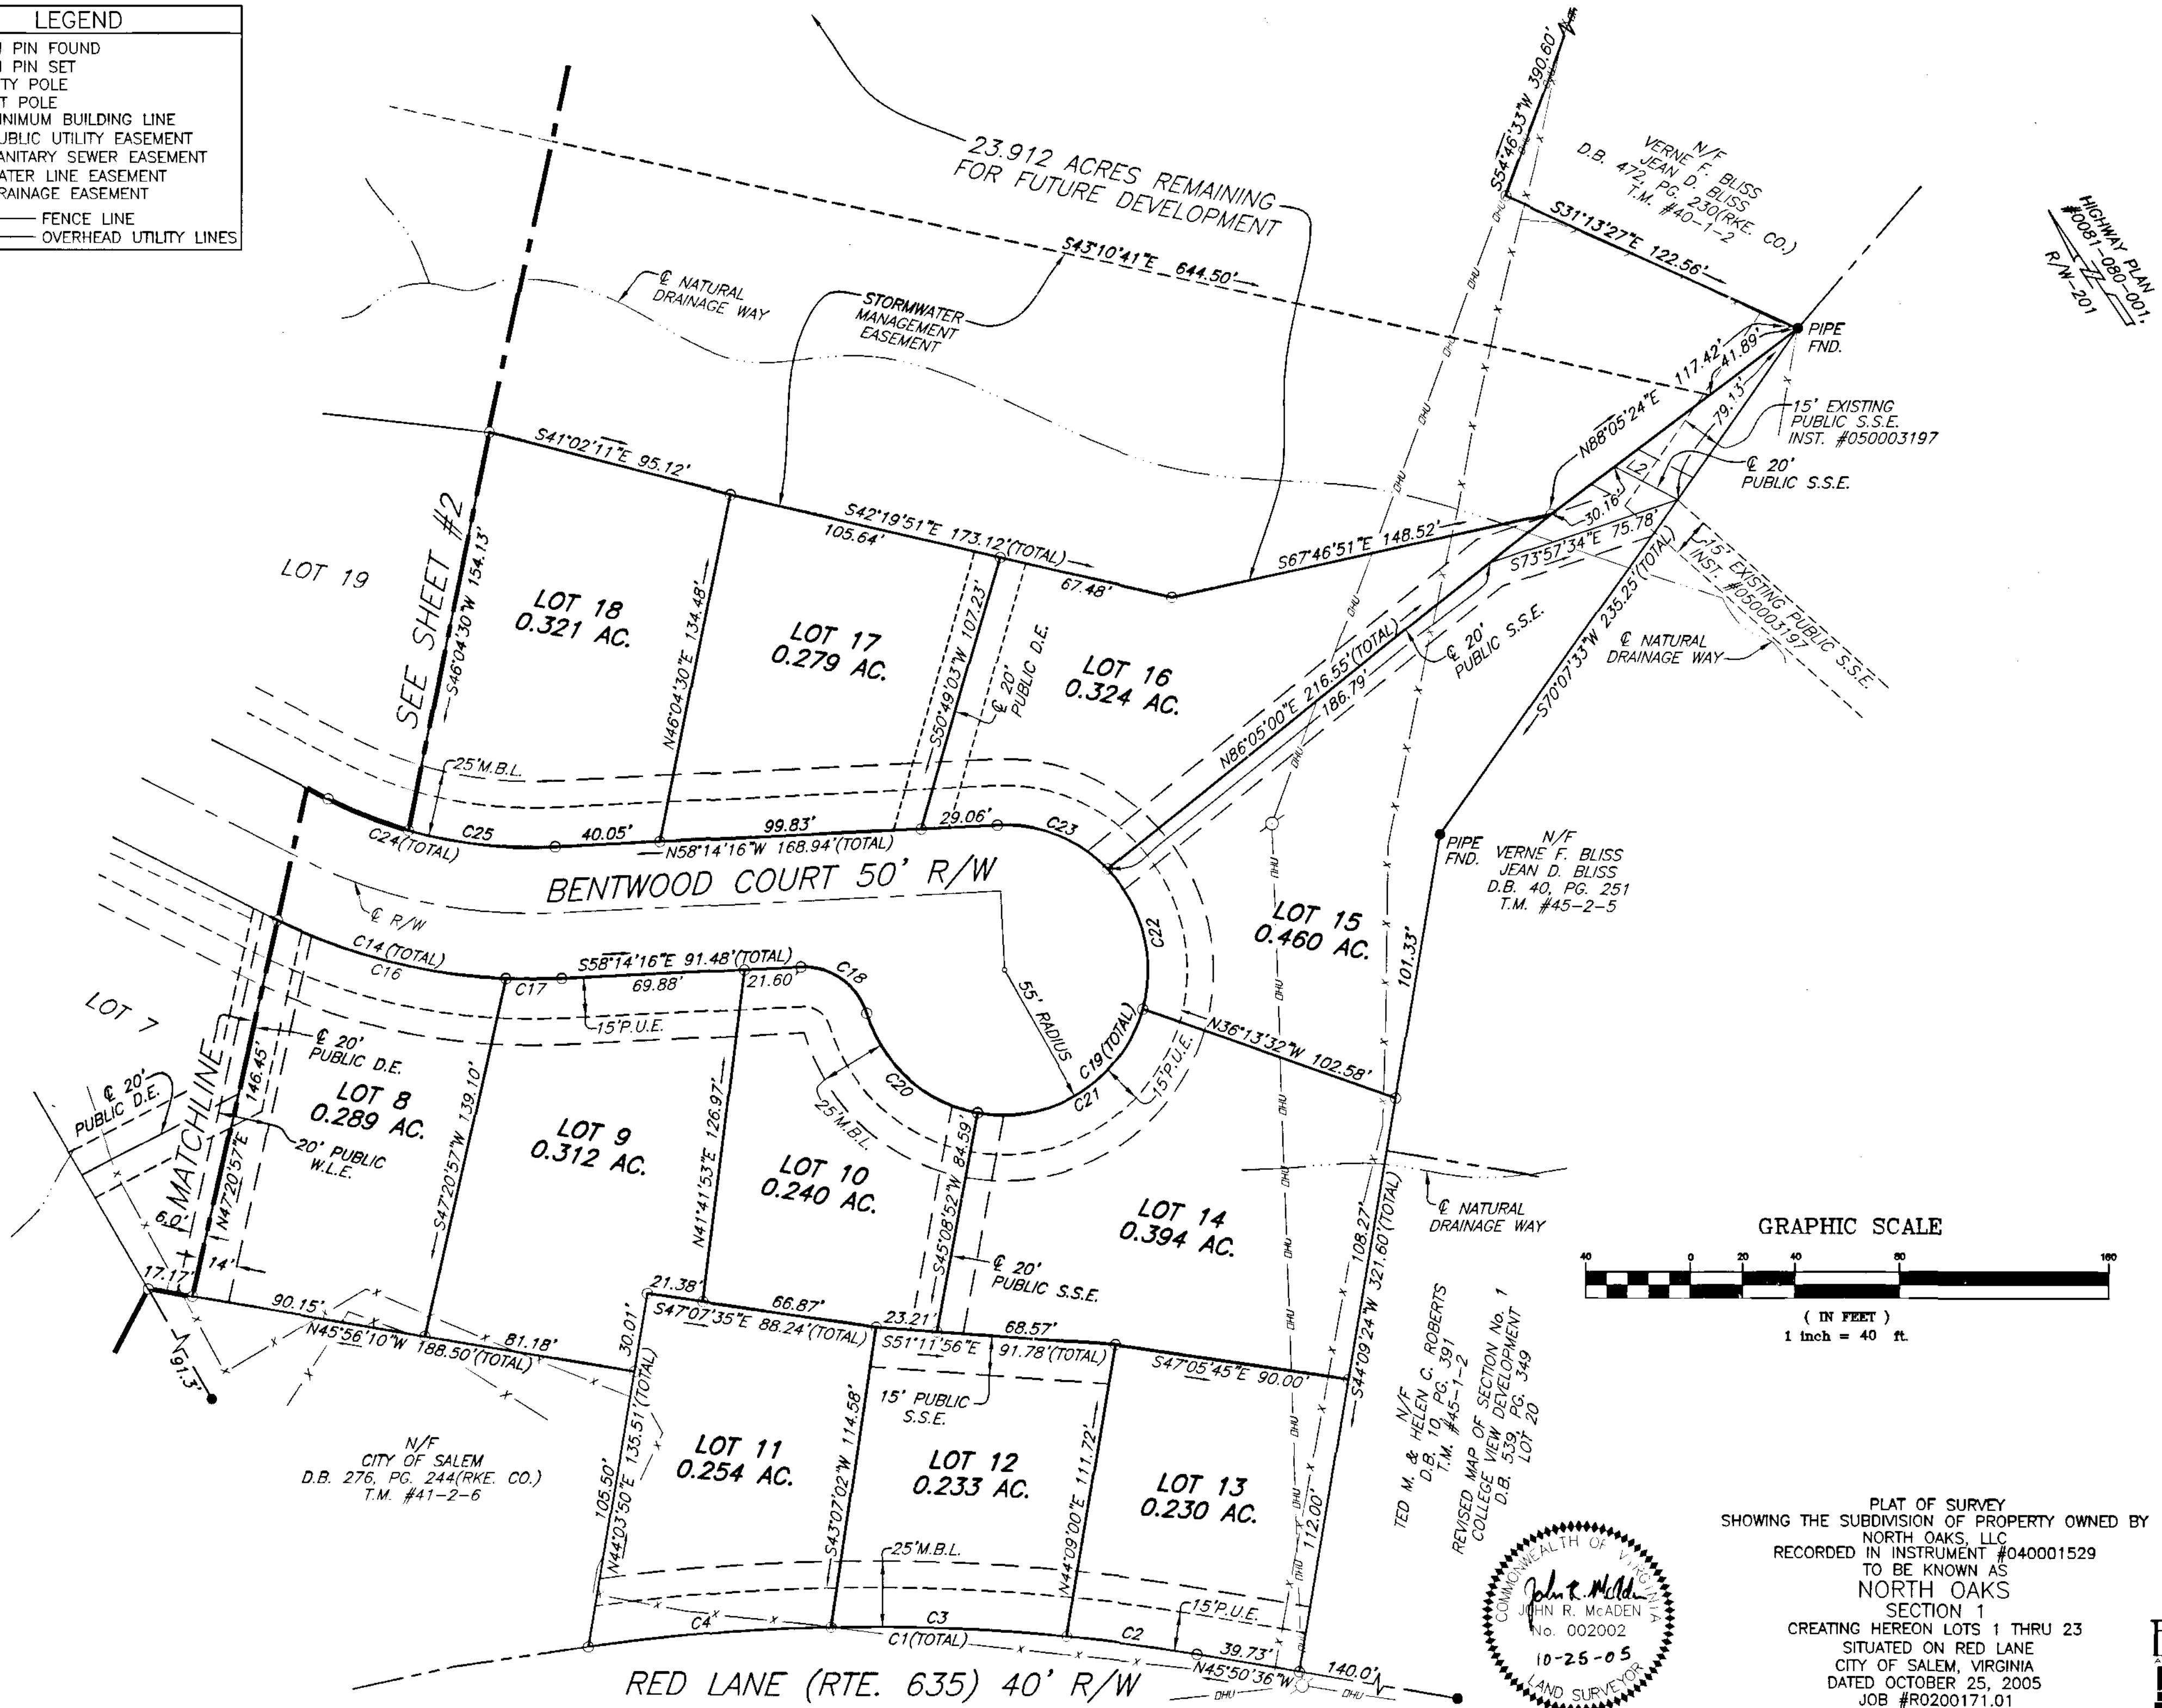 LEGEND
PIN FOUND
PIN SET
TY POLE
T POLE
NIMUM BUILDING LINE
UBLIC UTILITY EASEMENT
ANITARY SEWER EASEMENT
ATER LINE EASEMENT
RAINAGE EASEMENT
FENCE LINE
OVERHEAD UTILITY LINES
23.912 ACRES REMAINING
FOR FUTURE DEVELOPMENT
S54°46'33"W 390.60'
N/F
VERNE F. BLISS
JEAN D. BLISS
D.B. 472, PG. 230(RKE. CO.)
T.M. #40-1-2
S31°13'27"E 122.56'
HIGHWAY PLAN
#0081-080-001,
R/W-201
S43°10'41"E 644.50'
℄ NATURAL
DRAINAGE WAY
STORMWATER
MANAGEMENT
EASEMENT
PIPE
FND.
117.42'
41.89'
N88°05'24"E
79.13'
15' EXISTING
PUBLIC S.S.E.
INST. #050003197
L2
℄ 20'
PUBLIC S.S.E.
30.16'
S73°57'34"E 75.78'
15' EXISTING PUBLIC S.S.E.
INST. #050003197
S70°07'33"W 235.25'(TOTAL)
℄ NATURAL
DRAINAGE WAY
S41°02'11"E 95.12'
S42°19'51"E 173.12'(TOTAL)
105.64'
67.48'
S67°46'51"E 148.52'
SEE SHEET #2
LOT 19
S46°04'30"W 154.13'
LOT 18
0.321 AC.
N46°04'30"E 134.48'
LOT 17
0.279 AC.
S50°49'03"W 107.23'
℄ 20'
PUBLIC D.E.
LOT 16
0.324 AC.
N86°05'00"E 216.55'(TOTAL)
186.79'
℄ 20'
PUBLIC S.S.E.
25'M.B.L.
C24(TOTAL)
C25
40.05'
99.83'
29.06'
N58°14'16"W 168.94'(TOTAL)
C23
BENTWOOD COURT 50' R/W
℄ R/W
C22
LOT 15
0.460 AC.
PIPE
FND.
N/F
VERNE F. BLISS
JEAN D. BLISS
D.B. 40, PG. 251
T.M. #45-2-5
101.33'
C14(TOTAL)
C16
C17
S58°14'16"E 91.48'(TOTAL)
69.88'
21.60'
C18
15'P.U.E.
55' RADIUS
C19(TOTAL)
C20
C21
15'P.U.E.
25'M.B.L.
N36°13'32"W 102.58'
LOT 7
℄ 20'
PUBLIC D.E.
MATCHLINE
146.45'
N47°20'57"E
℄ 20'
PUBLIC D.E.
LOT 8
0.289 AC.
20' PUBLIC
W.L.E.
S47°20'57"W 139.10'
LOT 9
0.312 AC.
N41°41'53"E 126.97'
LOT 10
0.240 AC.
S45°08'52"W 84.59'
℄ 20'
PUBLIC S.S.E.
LOT 14
0.394 AC.
℄ NATURAL
DRAINAGE WAY
108.27'
S44°09'24"W 321.60'(TOTAL)
6.0'
14'
17.17'
90.15'
N45°56'10"W 188.50'(TOTAL)
81.18'
91.3'
30.01'
21.38'
66.87'
S47°07'35"E 88.24'(TOTAL)
23.21'
68.57'
S51°11'56"E 91.78'(TOTAL)
S47°05'45"E 90.00'
15' PUBLIC
S.S.E.
N/F
CITY OF SALEM
D.B. 276, PG. 244(RKE. CO.)
T.M. #41-2-6
105.50'
N44°03'50"E 135.51'(TOTAL)
LOT 11
0.254 AC.
S43°07'02"W 114.58'
LOT 12
0.233 AC.
N44°09'00"E 111.72'
LOT 13
0.230 AC.
112.00'
N/F
TED M. & HELEN C. ROBERTS
D.B. 10, PG. 391
T.M. #45-1-2
REVISED MAP OF SECTION No. 1
COLLEGE VIEW DEVELOPMENT
D.B. 539, PG. 349
LOT 20
25'M.B.L.
15'P.U.E.
C4
C3
C1(TOTAL)
C2
39.73'
N45°50'36"W
140.0'
RED LANE (RTE. 635) 40' R/W
GRAPHIC SCALE
40 0 20 40 80 160
( IN FEET )
1 inch = 40 ft.
COMMONWEALTH OF VIRGINIA
John R. McAden
JOHN R. McADEN
No. 002002
10-25-05
LAND SURVEYOR
PLAT OF SURVEY
SHOWING THE SUBDIVISION OF PROPERTY OWNED BY
NORTH OAKS, LLC
RECORDED IN INSTRUMENT #040001529
TO BE KNOWN AS
NORTH OAKS
SECTION 1
CREATING HEREON LOTS 1 THRU 23
SITUATED ON RED LANE
CITY OF SALEM, VIRGINIA
DATED OCTOBER 25, 2005
JOB #R0200171.01